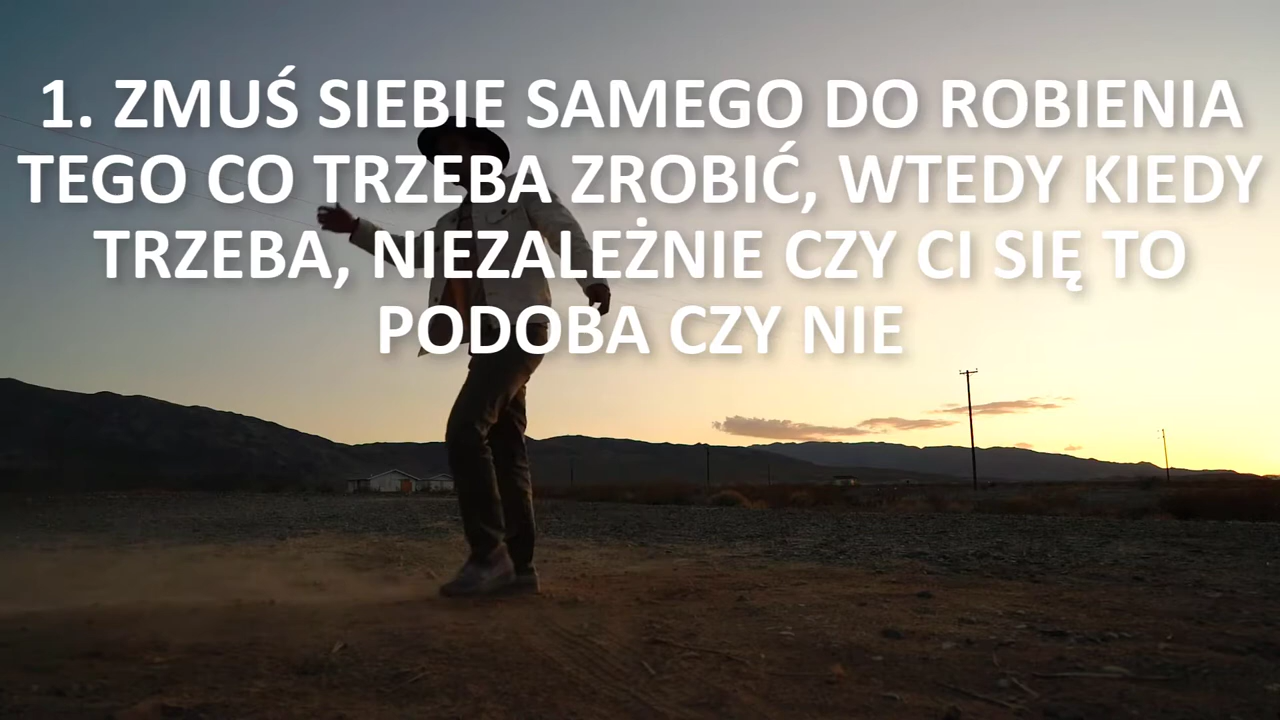 1. ZMUŚ SIEBIE SAMEGO DO ROBIENIA
TEGO CO TRZEBA ZROBIĆ, WTEDY KIEDY
TRZEBA, NIEZALEŻNIE CZY CI SIĘ TO
PODOBA CZY NIE